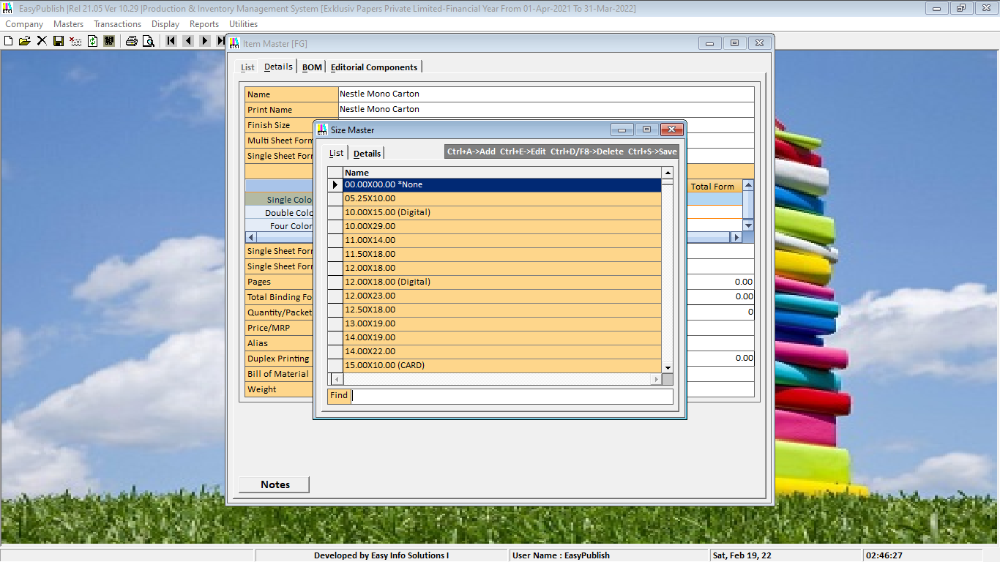 EasyPublish |Rel 21.05 Ver 10.29 |Production & Inventory Management System [Exklusiv Papers Private Limited-Financial Year From 01-Apr-2021 To 31-Mar-2022]
Company Masters Transactions Display Reports Utilities
Item Master [FG]
List Details BOM Editorial Components
Name Nestle Mono Carton
Print Name Nestle Mono Carton
Finish Size
Multi Sheet Form
Single Sheet Form
Total Form
Single Colo
Double Colo
Four Color
Single Sheet Form
Single Sheet Form
Pages 0.00
Total Binding Fo 0.00
Quantity/Packet 0
Price/MRP
Alias
Duplex Printing 0.00
Bill of Material
Weight
Notes
Size Master
List Details Ctrl+A->Add Ctrl+E->Edit Ctrl+D/F8->Delete Ctrl+S->Save
Name
00.00X00.00 *None
05.25X10.00
10.00X15.00 (Digital)
10.00X29.00
11.00X14.00
11.50X18.00
12.00X18.00
12.00X18.00 (Digital)
12.00X23.00
12.50X18.00
13.00X19.00
14.00X19.00
14.00X22.00
15.00X10.00 (CARD)
Find
Developed by Easy Info Solutions I User Name : EasyPublish Sat, Feb 19, 22 02:46:27